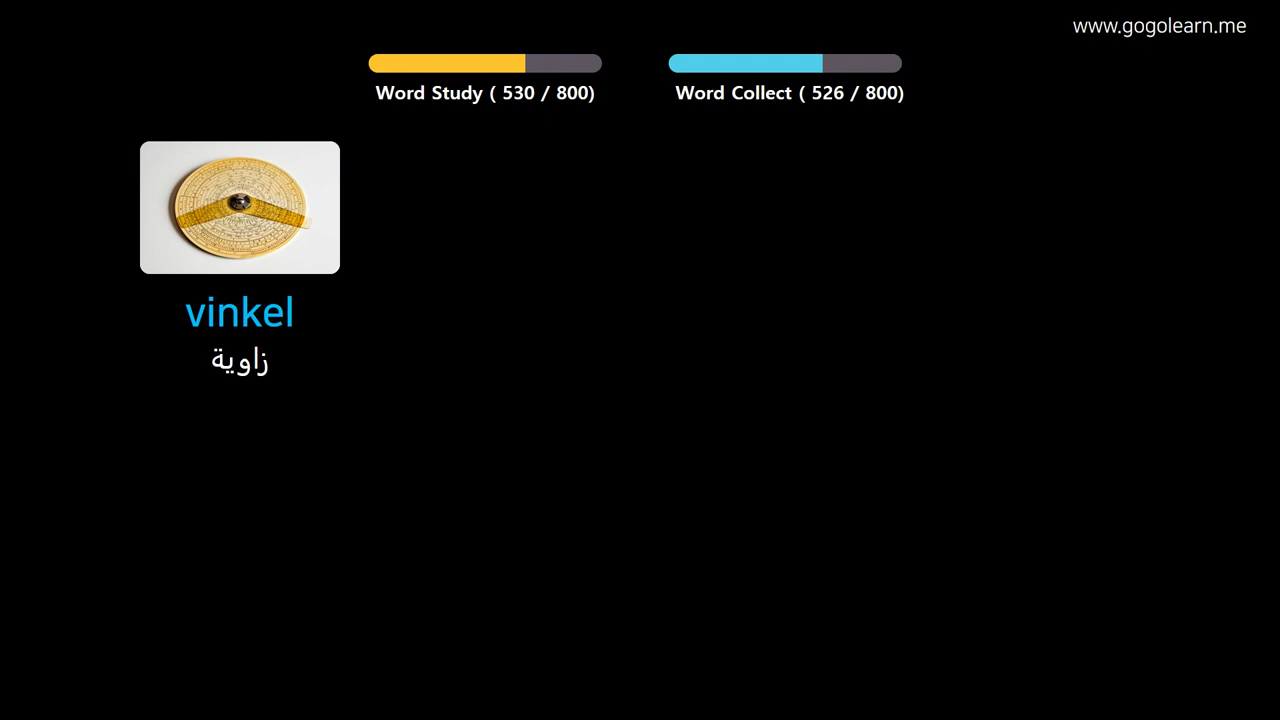 www.gogolearn.me
Word Study ( 530 / 800)
Word Collect ( 526 / 800)
vinkel
زاوية